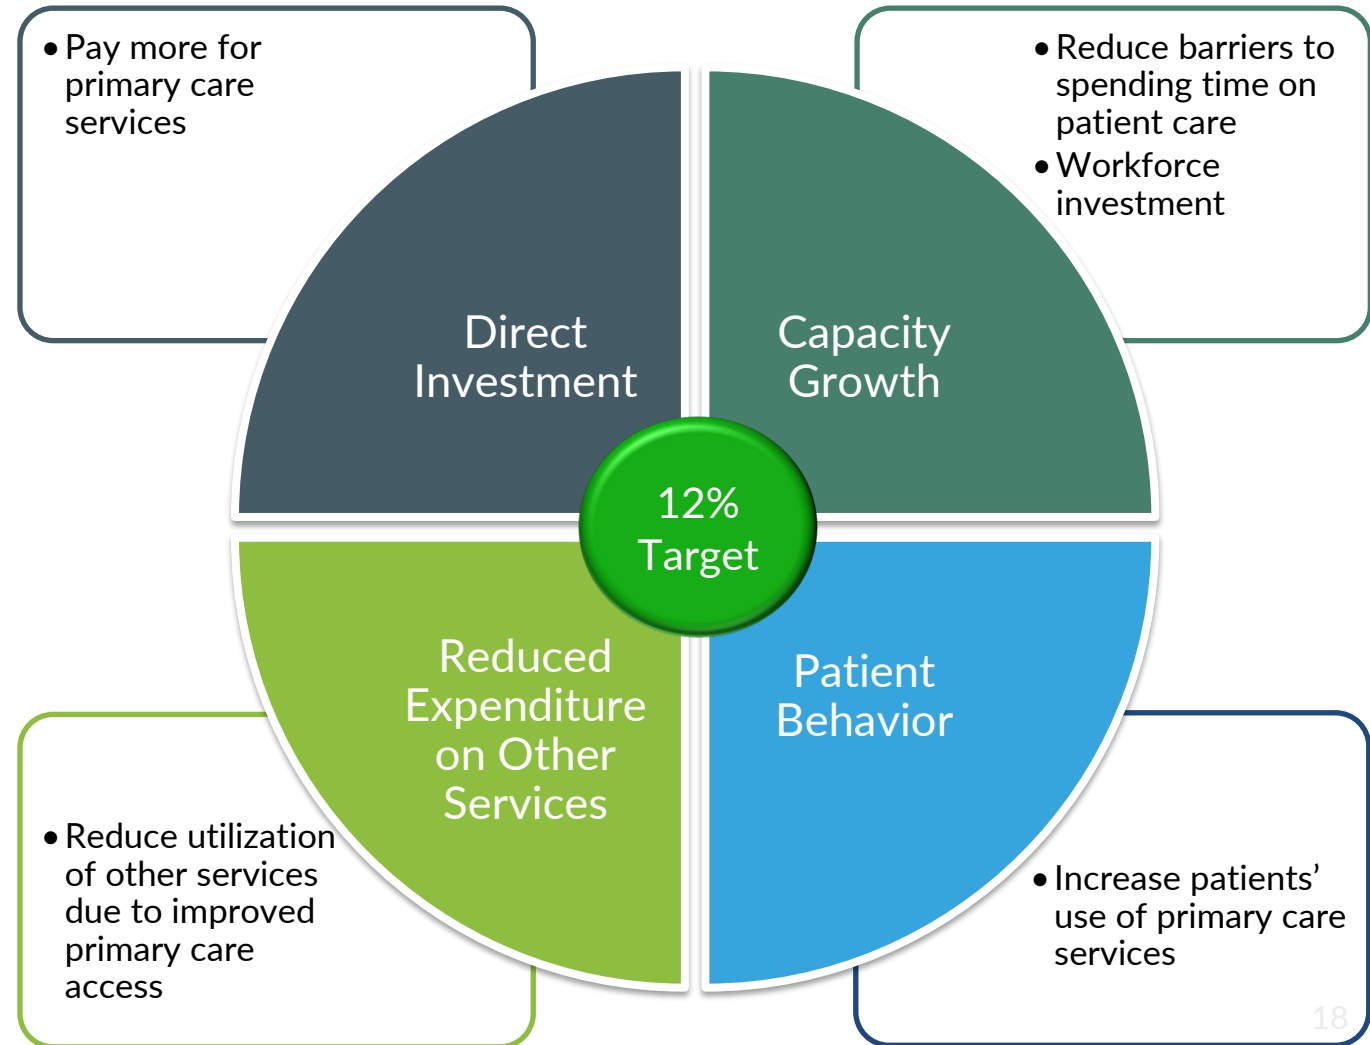 • Pay more for
primary care
services
• Reduce barriers to
spending time on
patient care
• Workforce
investment
Direct
Investment
Capacity
Growth
12%
Target
Reduced
Expenditure
on Other
Services
Patient
Behavior
• Reduce utilization
of other services
due to improved
primary care
access
• Increase patients’
use of primary care
services
18